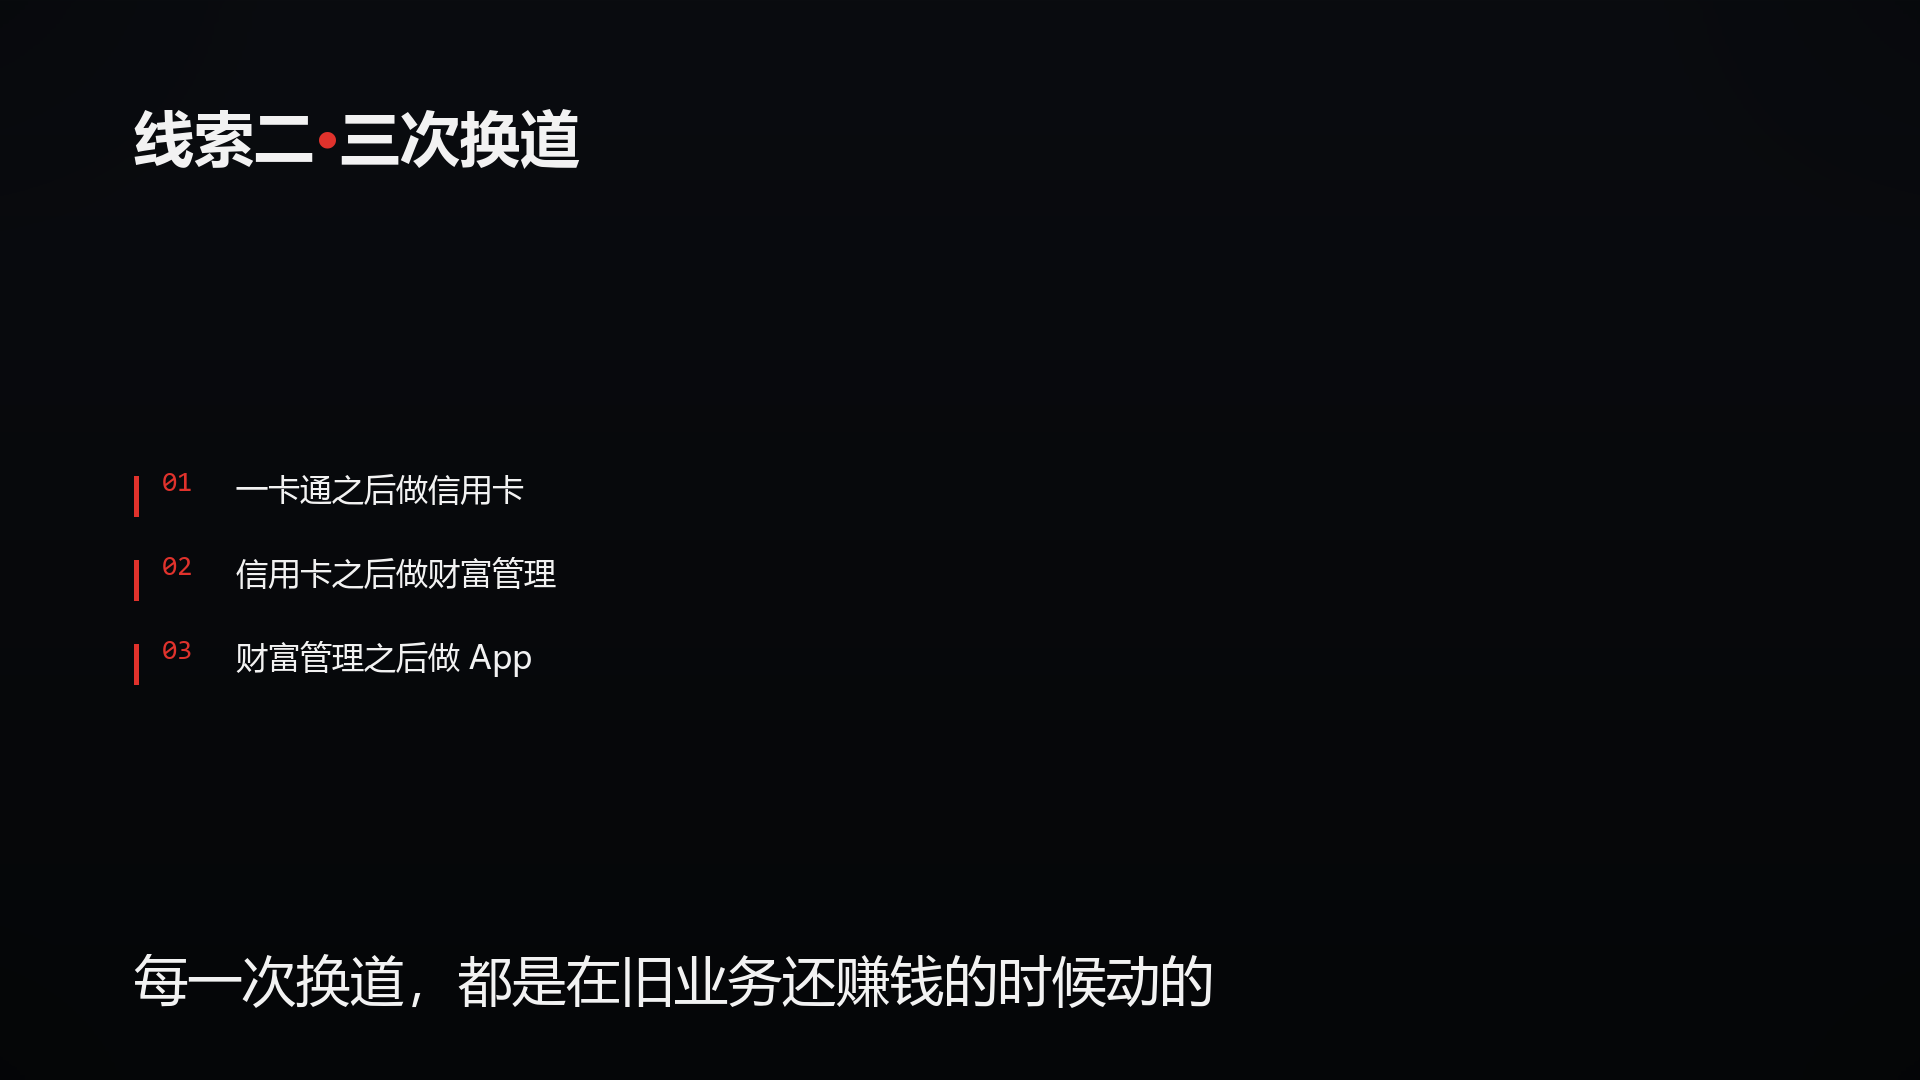 线索二·三次换道
01 一卡通之后做信用卡
02 信用卡之后做财富管理
03 财富管理之后做 App
每一次换道，都是在旧业务还赚钱的时候动的